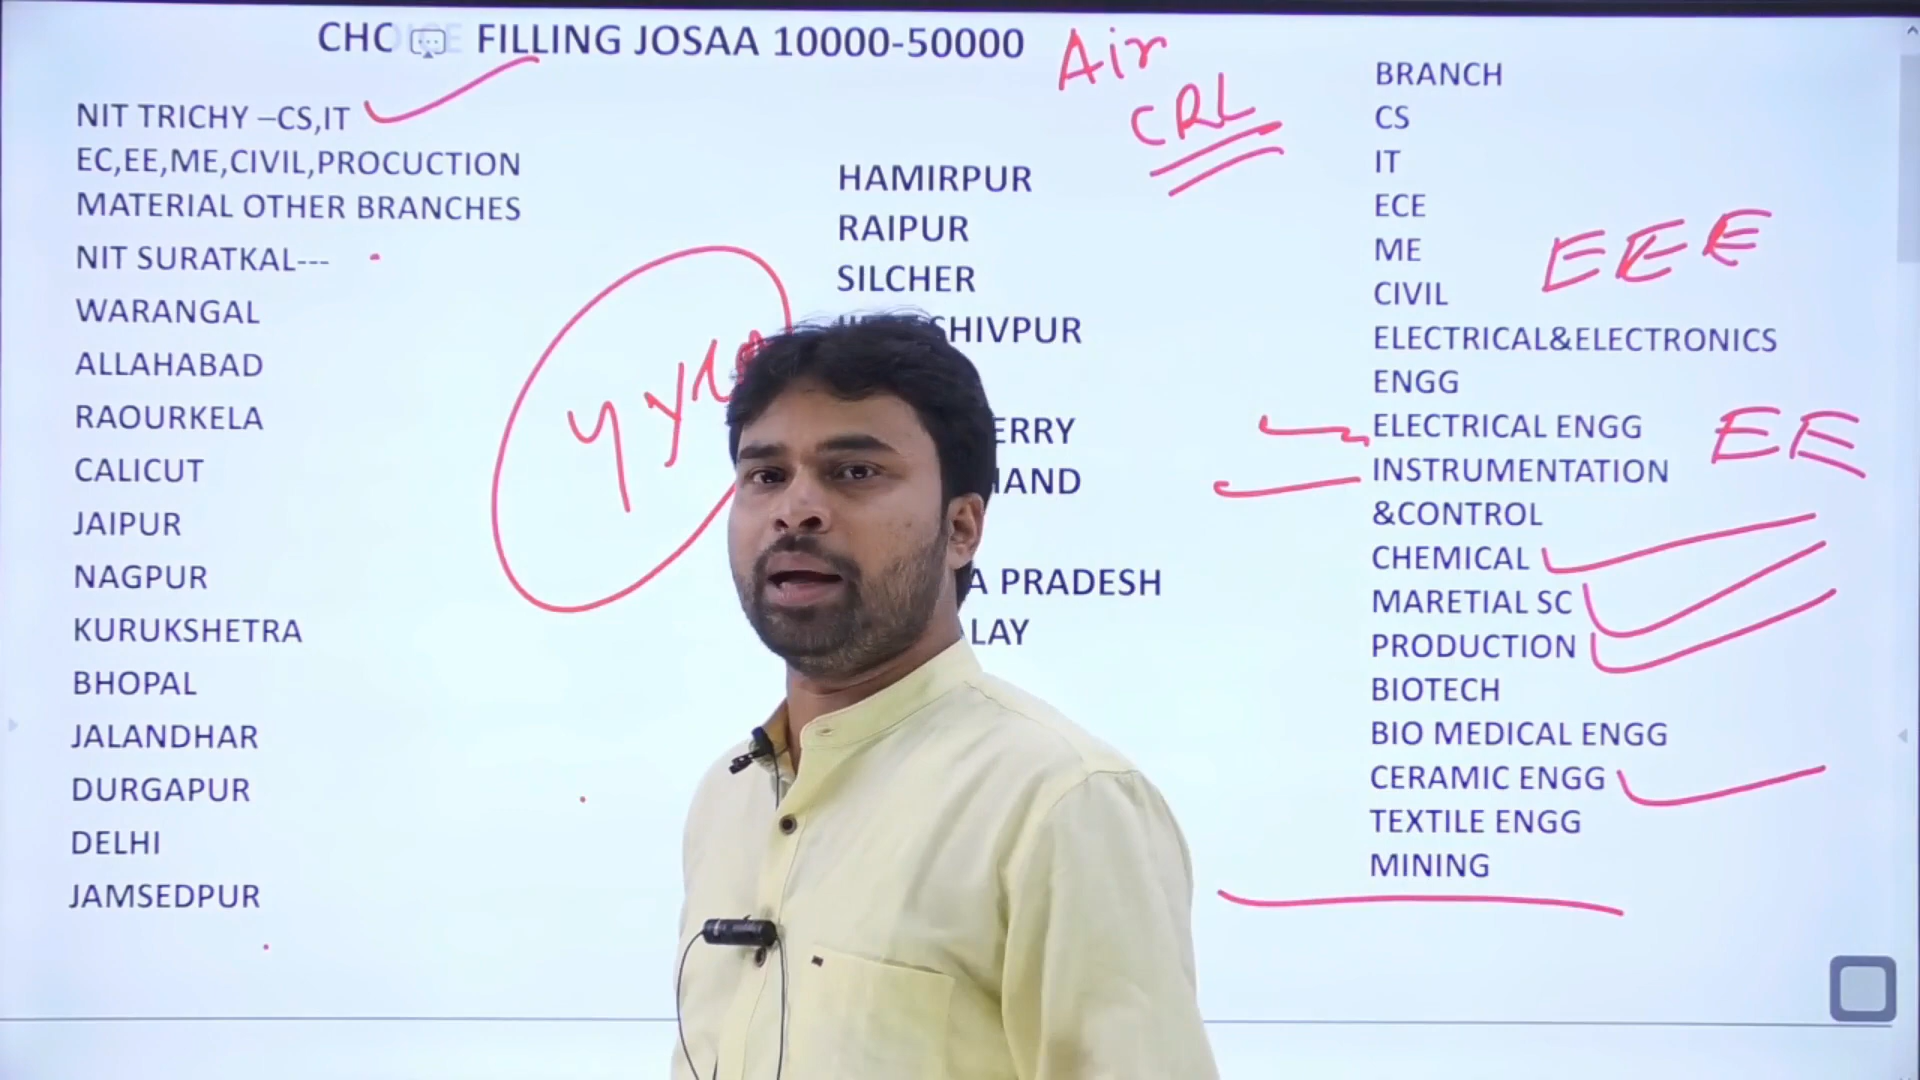 CHOICE FILLING JOSAA 10000-50000
Air
CRL
NIT TRICHY –CS,IT
EC,EE,ME,CIVIL,PROCUCTION
MATERIAL OTHER BRANCHES
NIT SURATKAL---
WARANGAL
ALLAHABAD
RAOURKELA
CALICUT
JAIPUR
NAGPUR
KURUKSHETRA
BHOPAL
JALANDHAR
DURGAPUR
DELHI
JAMSEDPUR
HAMIRPUR
RAIPUR
SILCHER
SHIVPUR
ERRY
HAND
A PRADESH
LAY
BRANCH
CS
IT
ECE
ME
EEE
CIVIL
ELECTRICAL&ELECTRONICS
ENGG
ELECTRICAL ENGG
EE
INSTRUMENTATION
&CONTROL
CHEMICAL
MARETIAL SC
PRODUCTION
BIOTECH
BIO MEDICAL ENGG
CERAMIC ENGG
TEXTILE ENGG
MINING